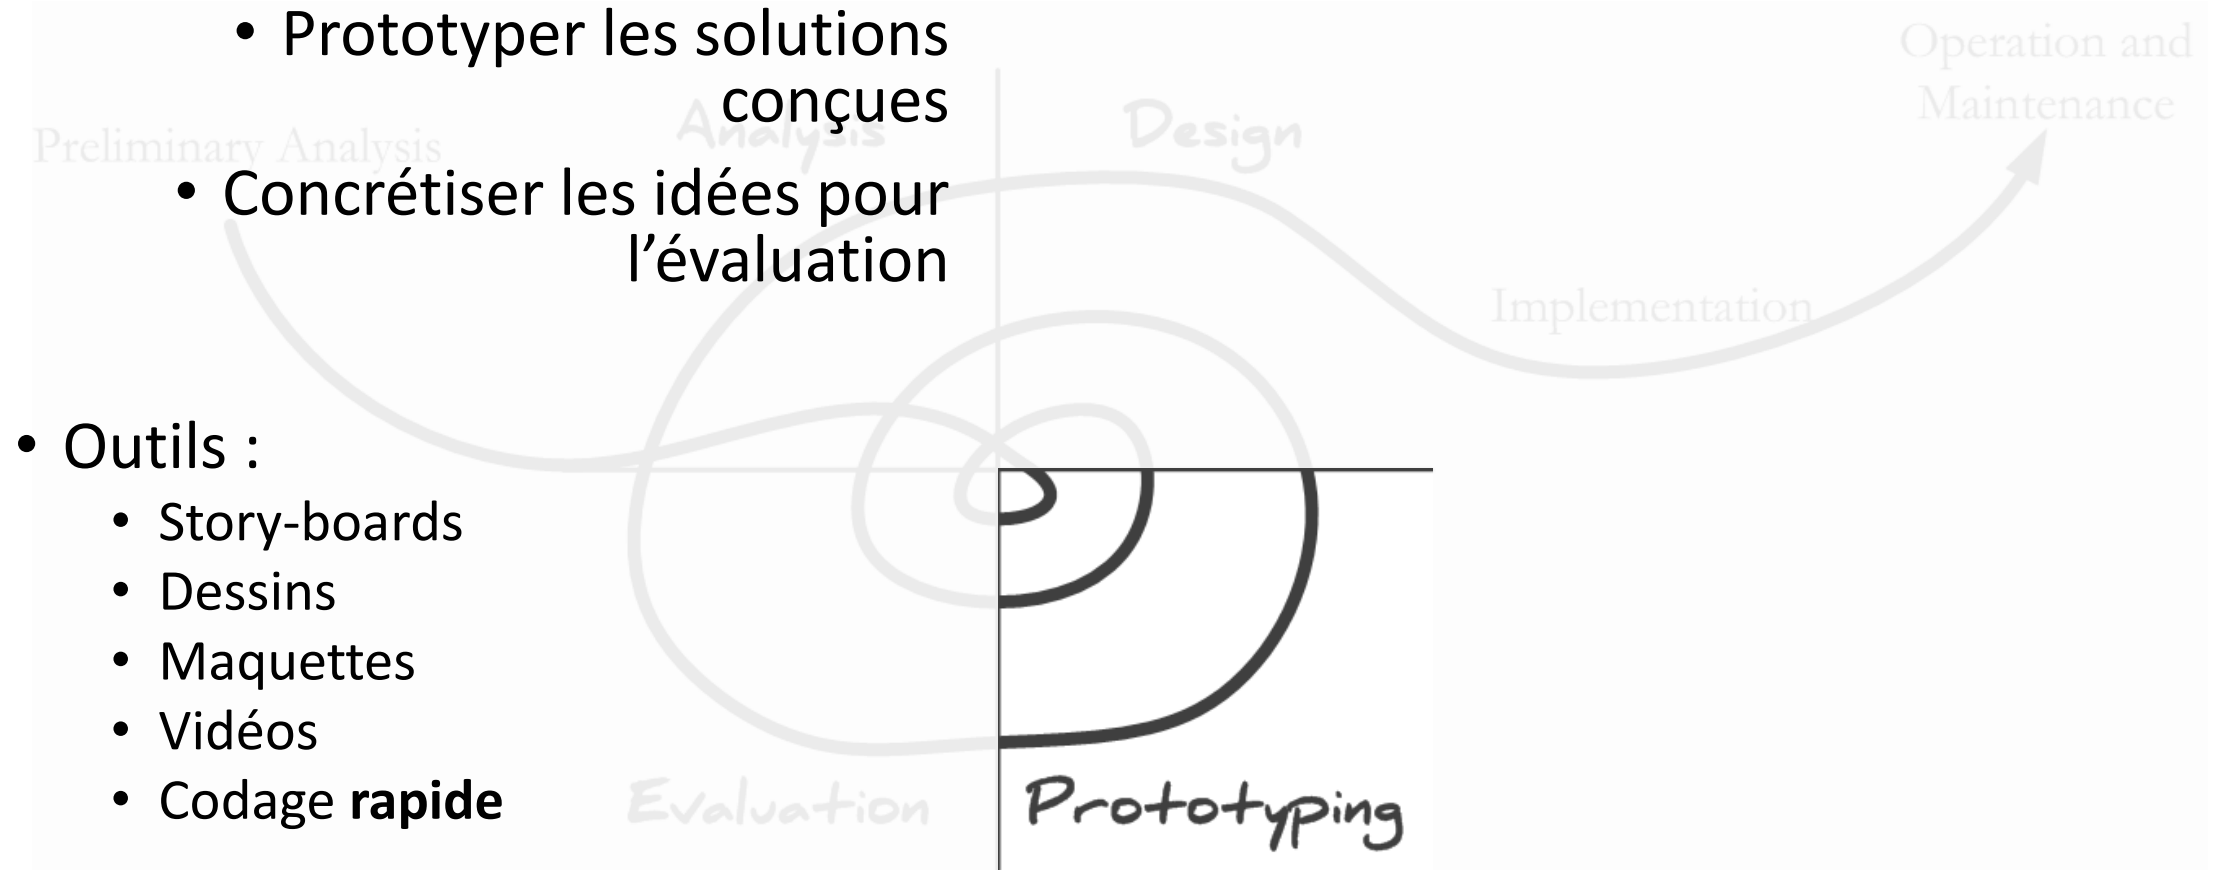 • Prototyper les solutions
conçues
• Concrétiser les idées pour
l’évaluation
• Outils :
• Story-boards
• Dessins
• Maquettes
• Vidéos
• Codage rapide
Preliminary Analysis
Analysis
Design
Operation and
Maintenance
Implementation
Evaluation
Prototyping